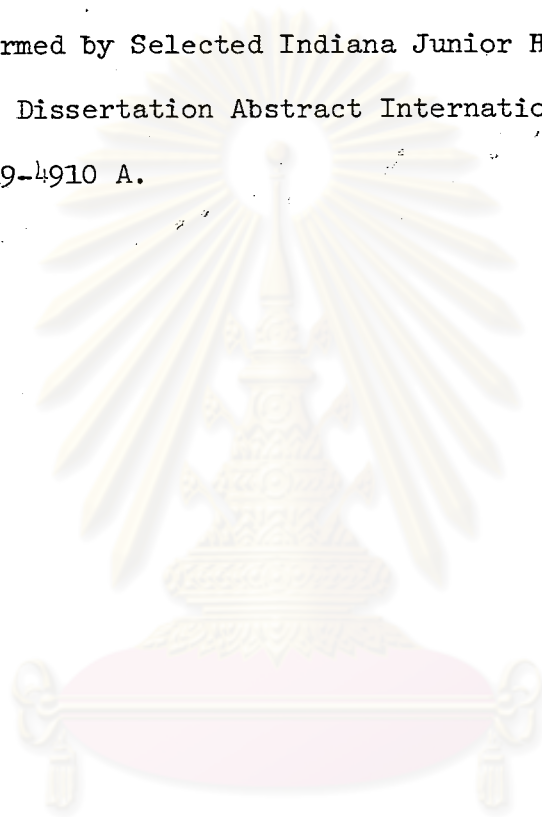 rmed by Selected Indiana Junior H
Dissertation Abstract Internatio
9-4910 A.